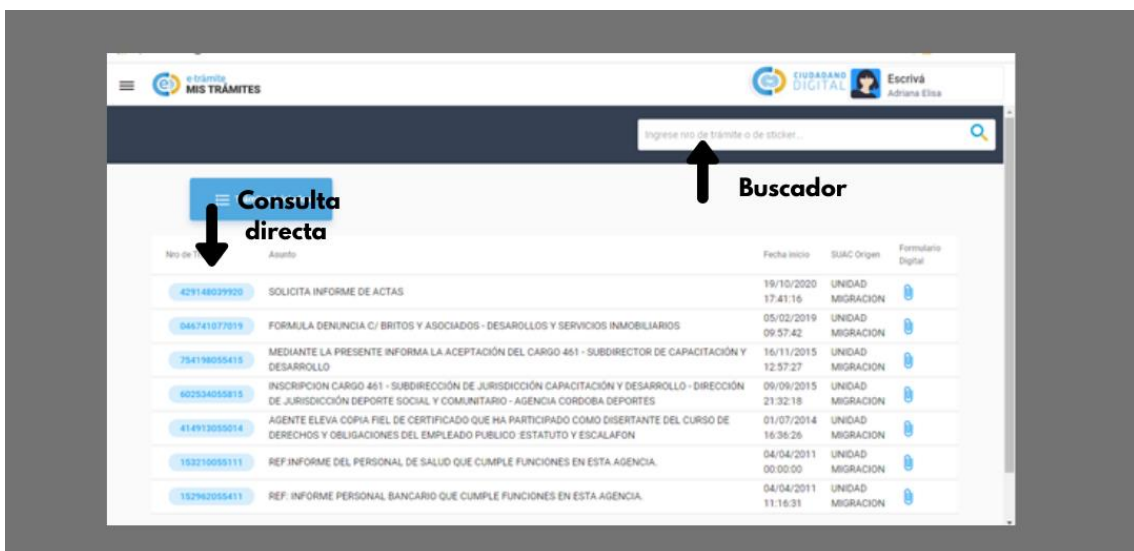 e-trámite
MIS TRÁMITES
CIUDADANO
DIGITAL
Escrivá
Adriana Elisa
Ingrese nro de trámite o de sticker...
Buscador
Consulta
directa
Nro de Asunto Fecha Inicio SUAC Origen Formulario
Digital
429148039920 SOLICITA INFORME DE ACTAS 19/10/2020 17:41:16 UNIDAD MIGRACION
046741077019 FORMULA DENUNCIA C/ BRITOS Y ASOCIADOS - DESAROLLOS Y SERVICIOS INMOBILIARIOS 05/02/2019 09:57:42 UNIDAD MIGRACION
754198055415 MEDIANTE LA PRESENTE INFORMA LA ACEPTACIÓN DEL CARGO 461 - SUBDIRECTOR DE CAPACITACIÓN Y 16/11/2015 UNIDAD
DESARROLLO 12:57:27 MIGRACION
602534055815 INSCRIPCION CARGO 461 - SUBDIRECCIÓN DE JURISDICCIÓN CAPACITACIÓN Y DESARROLLO - DIRECCIÓN 09/09/2015 UNIDAD
DE JURISDICCIÓN DEPORTE SOCIAL Y COMUNITARIO - AGENCIA CORDOBA DEPORTES 21:32:18 MIGRACION
414913055014 AGENTE ELEVA COPIA FIEL DE CERTIFICADO QUE HA PARTICIPADO COMO DISERTANTE DEL CURSO DE 01/07/2014 UNIDAD
DERECHOS Y OBLIGACIONES DEL EMPLEADO PUBLICO :ESTATUTO Y ESCALAFON 16:36:26 MIGRACION
153210055111 REF:INFORME DEL PERSONAL DE SALUD QUE CUMPLE FUNCIONES EN ESTA AGENCIA. 04/04/2011 00:00:00 UNIDAD MIGRACION
152982055411 REF: INFORME PERSONAL BANCARIO QUE CUMPLE FUNCIONES EN ESTA AGENCIA. 04/04/2011 11:16:31 UNIDAD MIGRACION